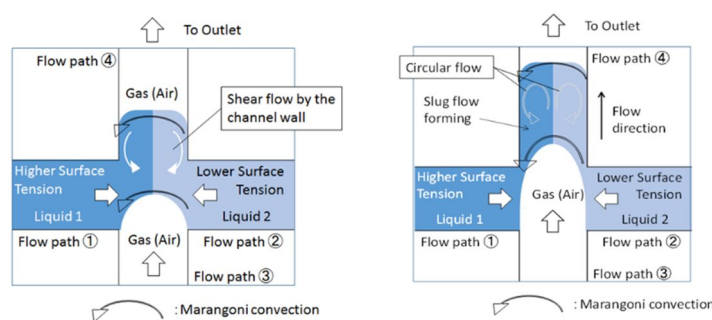 To Outlet
Flow path ④
Gas (Air)
Shear flow by the
channel wall
Higher Surface
Tension
Liquid 1
Lower Surface
Tension
Liquid 2
Flow path ①
Gas (Air)
Flow path ②
Flow path ③
: Marangoni convection
To Outlet
Circular flow
Flow path ④
Slug flow
forming
Flow
direction
Higher Surface
Tension
Liquid 1
Gas (Air)
Lower Surface
Tension
Liquid 2
Flow path ①
Flow path ②
Flow path ③
: Marangoni convection